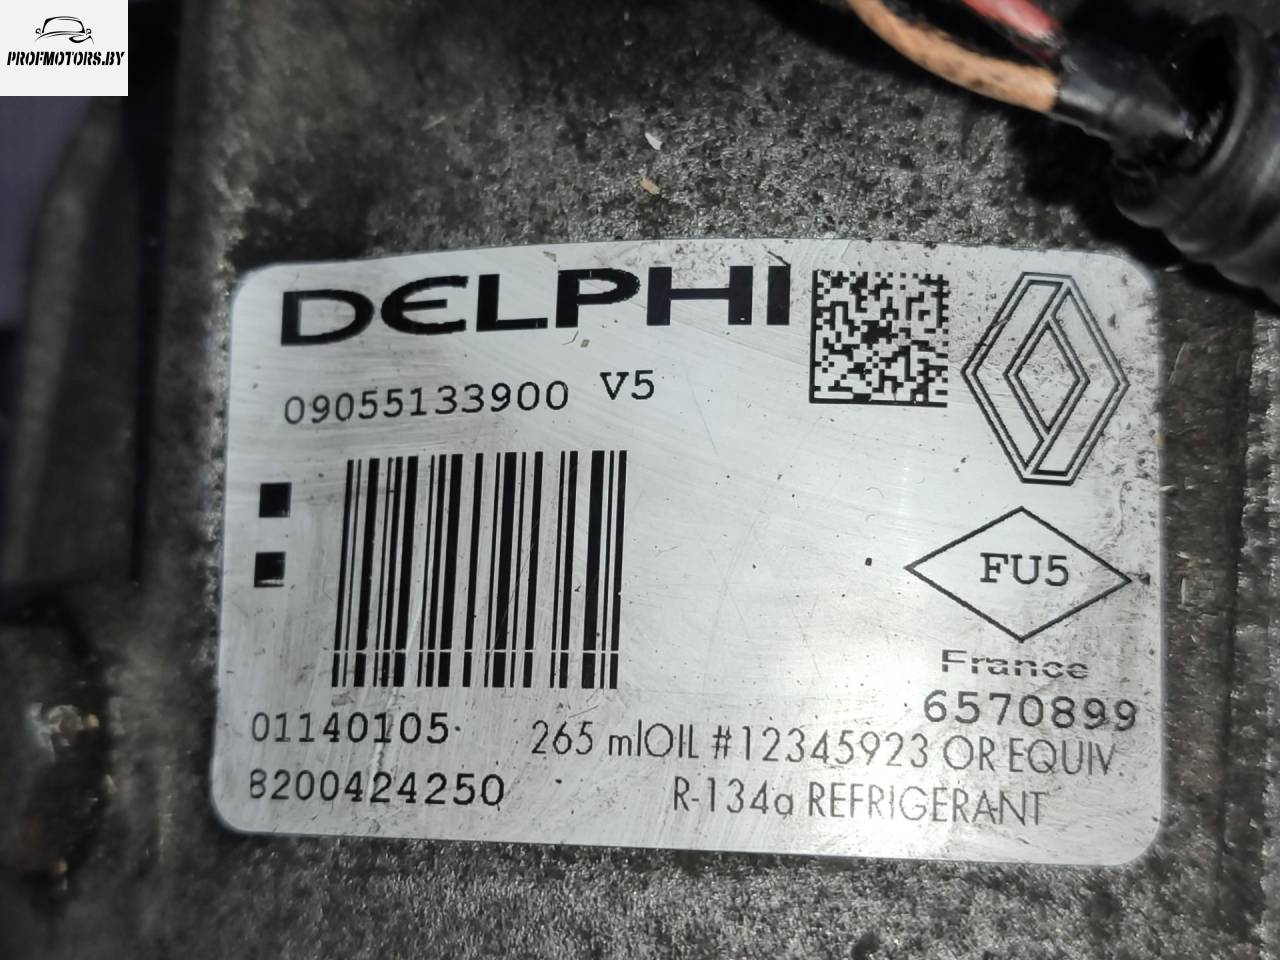 PROFMOTORS.BY
DELPHI
09055133900 V5
FU5
France
6570899
01140105
265 mlOIL #12345923 OR EQUIV.
8200424250
R-134a REFRIGERANT